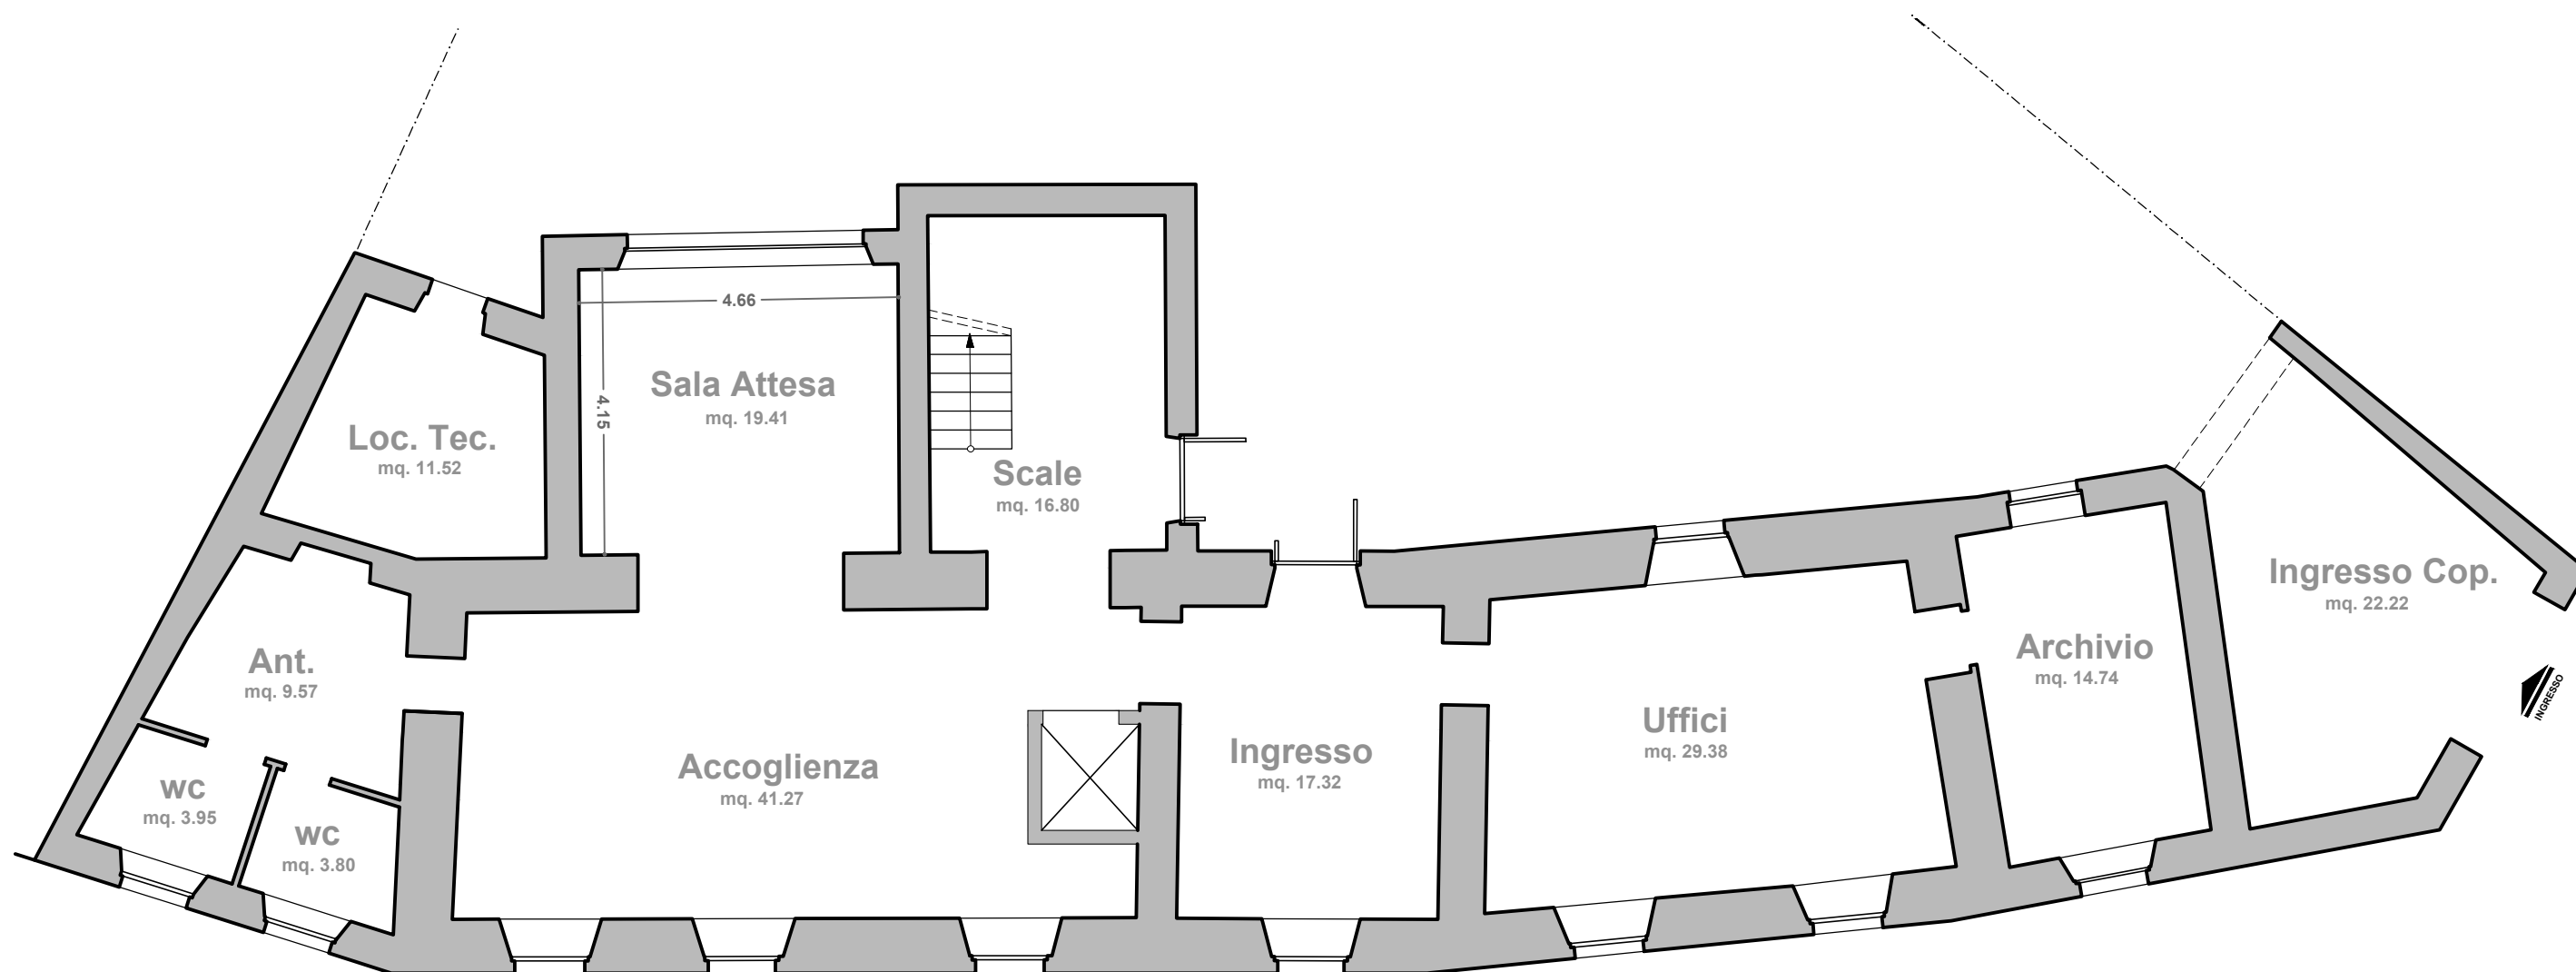 4.66
4.15
Sala Attesa
mq. 19.41
Loc. Tec.
mq. 11.52
Scale
mq. 16.80
Ingresso Cop.
mq. 22.22
Ant.
mq. 9.57
Archivio
mq. 14.74
INGRESSO
Uffici
mq. 29.38
Ingresso
mq. 17.32
Accoglienza
mq. 41.27
wc
mq. 3.95
wc
mq. 3.80